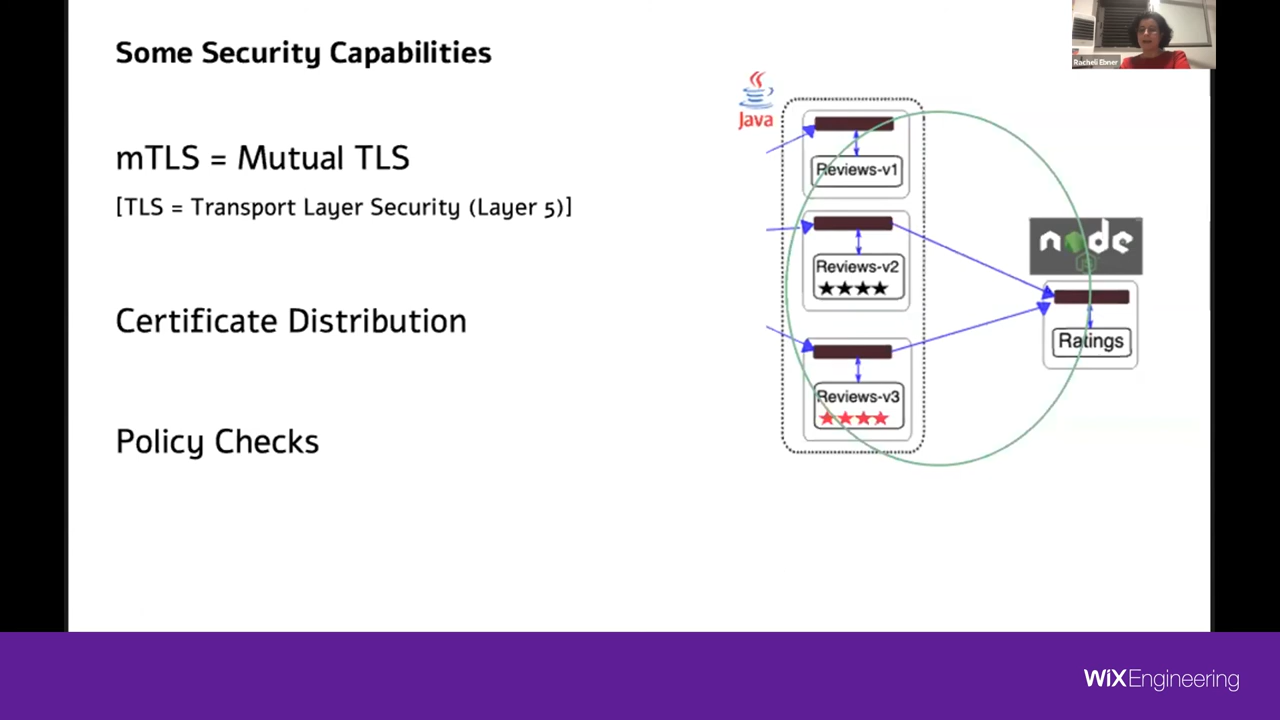 Some Security Capabilities
mTLS = Mutual TLS
[TLS = Transport Layer Security (Layer 5)]
Certificate Distribution
Policy Checks
Racheli Ebner
Java
Reviews-v1
Reviews-v2
Reviews-v3
node
JS
Ratings
WiXEngineering